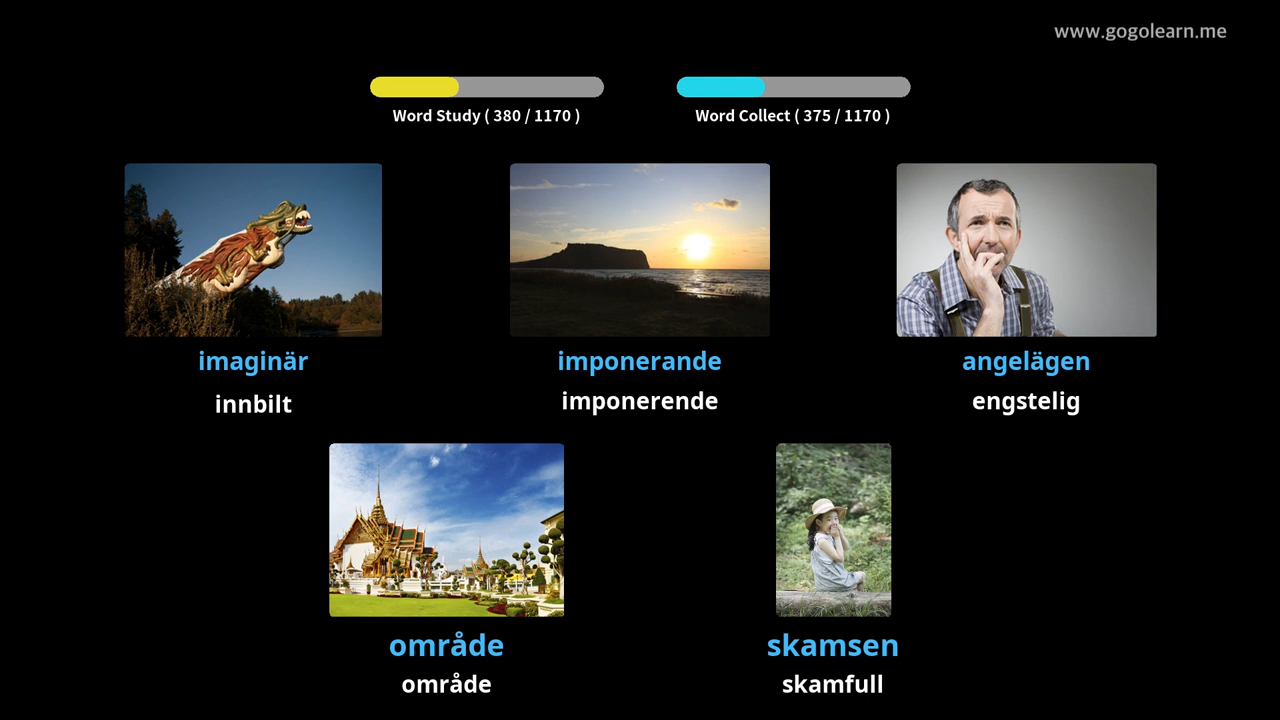 www.gogolearn.me
Word Study ( 380 / 1170 )
Word Collect ( 375 / 1170 )
imaginär
innbilt
imponerande
imponerende
angelägen
engstelig
område
område
skamsen
skamfull